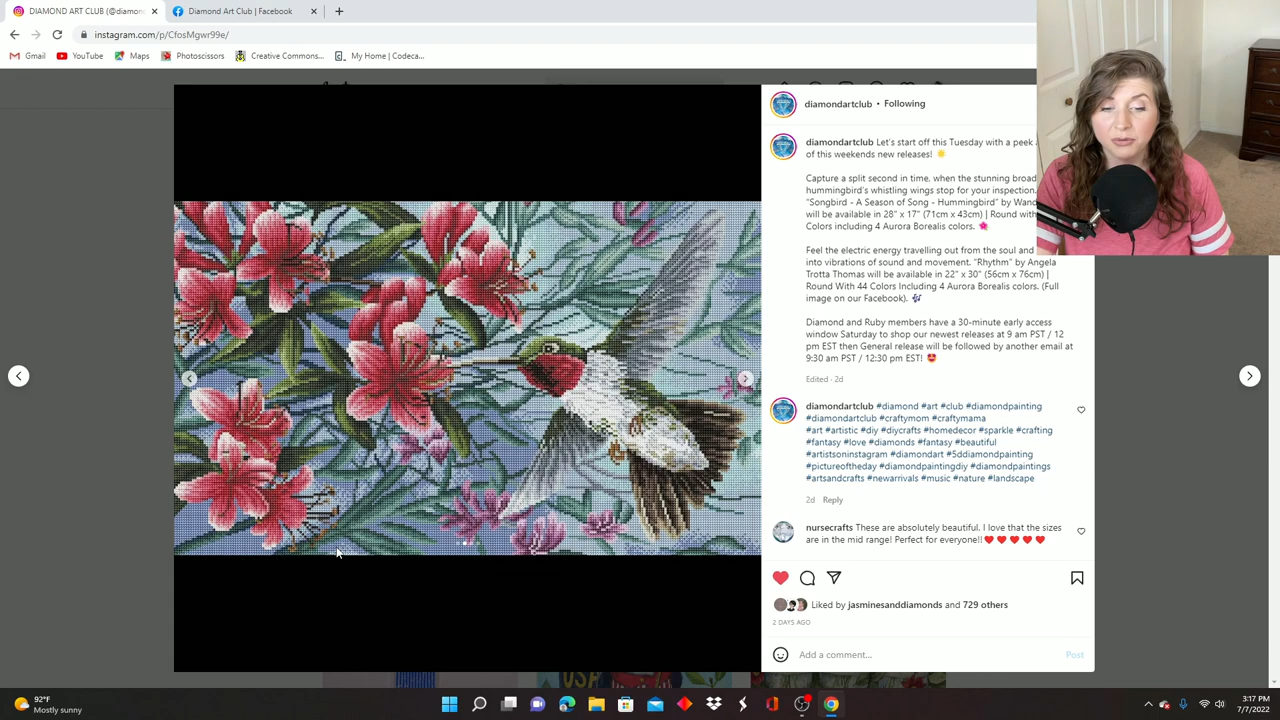 DIAMOND ART CLUB (@diamon
Diamond Art Club | Facebook
instagram.com/p/CfosMgwr99e/
Gmail
YouTube
Maps
Photoscissors
Creative Commons...
My Home | Codeca...
diamondartclub • Following
diamondartclub Let's start off this Tuesday with a peek
of this weekends new releases! ☀️
Capture a split second in time, when the stunning broad
hummingbird's whistling wings stop for your inspection.
"Songbird - A Season of Song - Hummingbird" by Wand
will be available in 28" x 17" (71cm x 43cm) | Round with
Colors including 4 Aurora Borealis colors. 🌺
Feel the electric energy travelling out from the soul and
into vibrations of sound and movement. "Rhythm" by Angela
Trotta Thomas will be available in 22" x 30" (56cm x 76cm) |
Round With 44 Colors Including 4 Aurora Borealis colors. (Full
image on our Facebook). 🎶
Diamond and Ruby members have a 30-minute early access
window Saturday to shop our newest releases at 9 am PST / 12
pm EST then General release will be followed by another email at
9:30 am PST / 12:30 pm EST! 🤩
Edited · 2d
diamondartclub #diamond #art #club #diamondpainting
#diamondartclub #craftymom #craftymama
#art #artistic #diy #diycrafts #homedecor #sparkle #crafting
#fantasy #love #diamonds #fantasy #beautiful
#artistsoninstagram #diamondart #5ddiamondpainting
#pictureoftheday #diamondpaintingdiy #diamondpaintings
#artsandcrafts #newarrivals #music #nature #landscape
2d Reply
nursecrafts These are absolutely beautiful. I love that the sizes
are in the mid range! Perfect for everyone!!❤️❤️❤️❤️❤️
Liked by jasminesanddiamonds and 729 others
2 DAYS AGO
Add a comment...
Post
USA
92°F
Mostly sunny
3:17 PM
7/7/2022